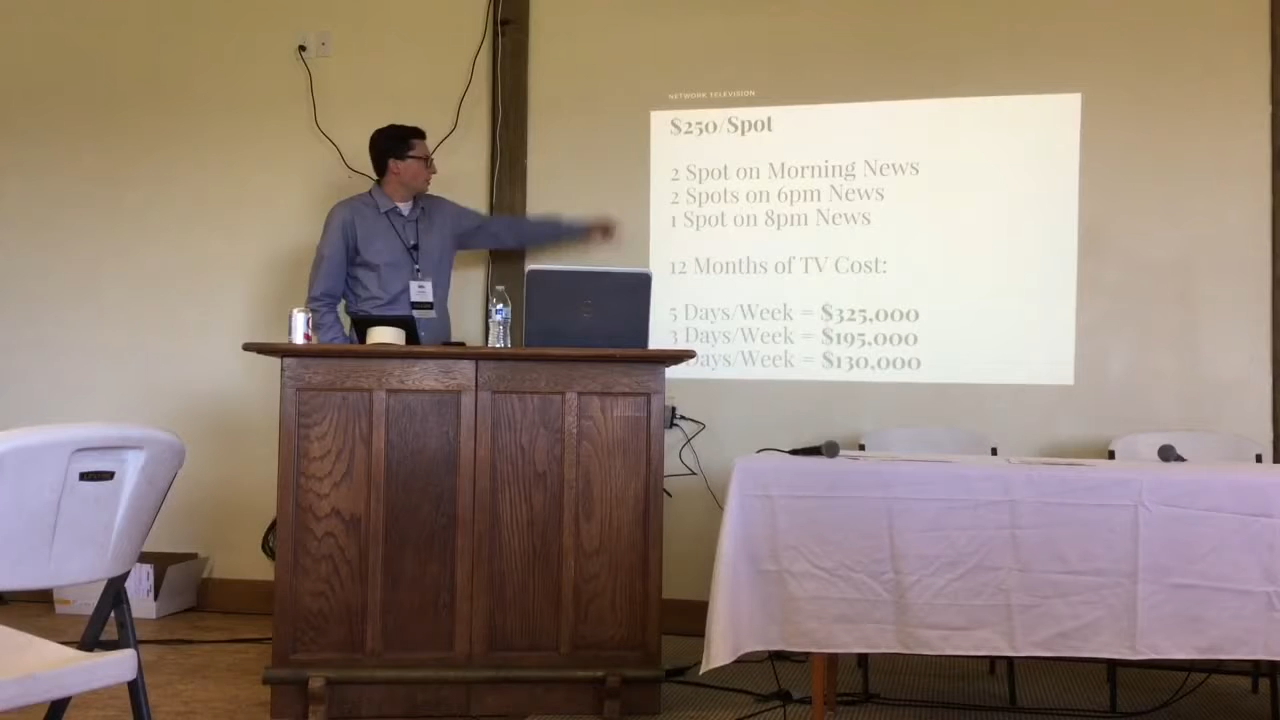 NETWORK TELEVISION
$250/Spot
2 Spot on Morning News
2 Spots on 6pm News
1 Spot on 8pm News
12 Months of TV Cost:
5 Days/Week = $325,000
3 Days/Week = $195,000
Days/Week = $130,000